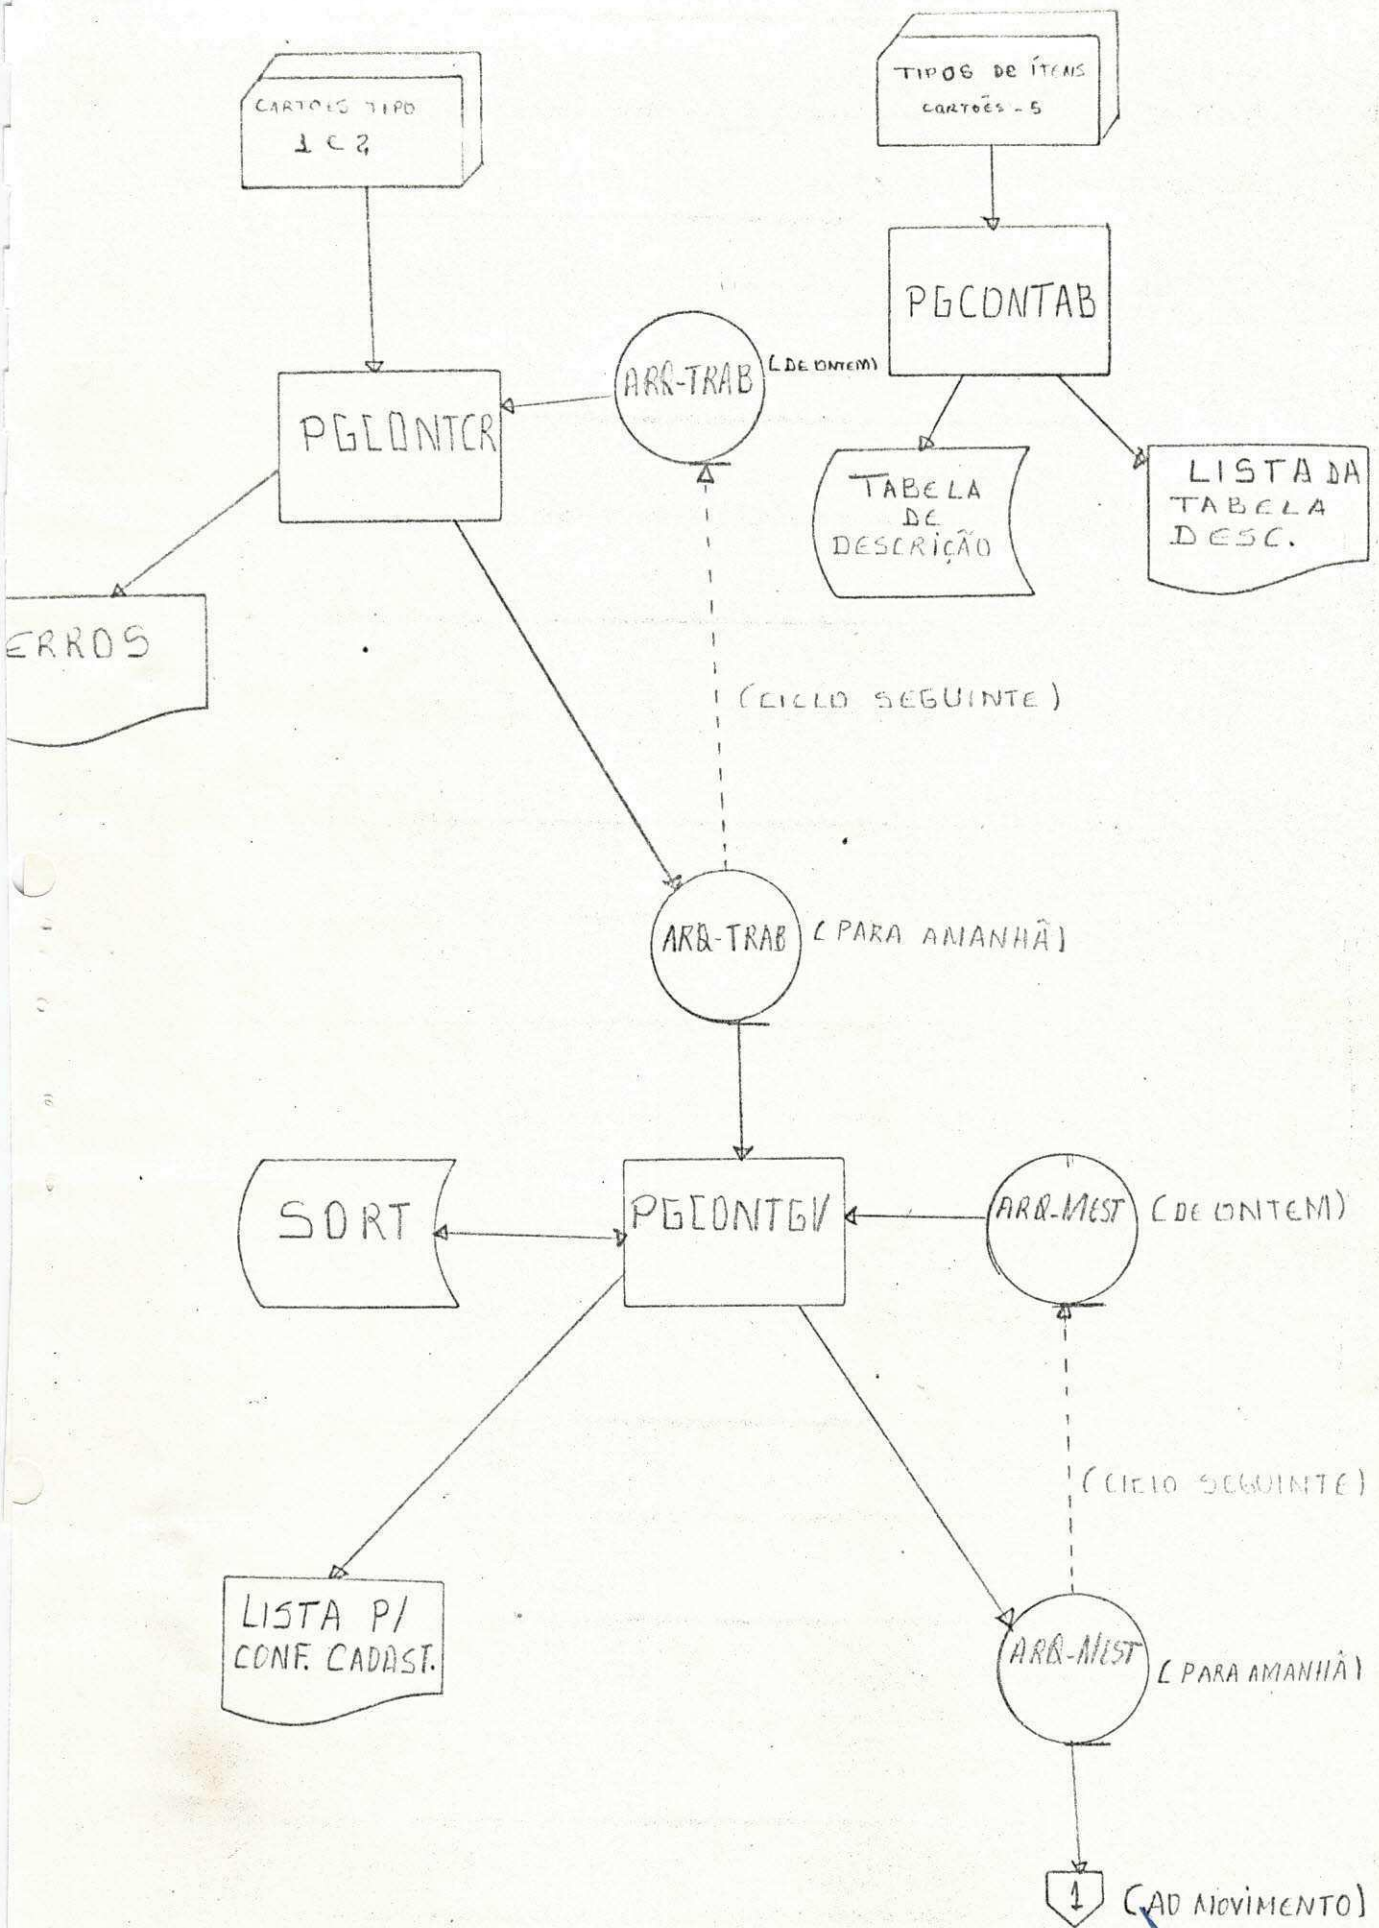 CARTÕES TIPO
1 E 2
TIPOS DE ÍTENS
CARTÕES - 5
PGCONTAB
ARQ-TRAB (DE ONTEM)
PGCONTCR
TABELA
DE
DESCRIÇÃO
LISTA DA
TABELA
DESC.
ERROS
(CICLO SEGUINTE)
ARQ-TRAB (PARA AMANHÃ)
SORT
PGCONTGV
ARQ-MEST (DE ONTEM)
(CICLO SEGUINTE)
LISTA P/
CONF. CADAST.
ARQ-MEST (PARA AMANHÃ)
1 (AO MOVIMENTO)